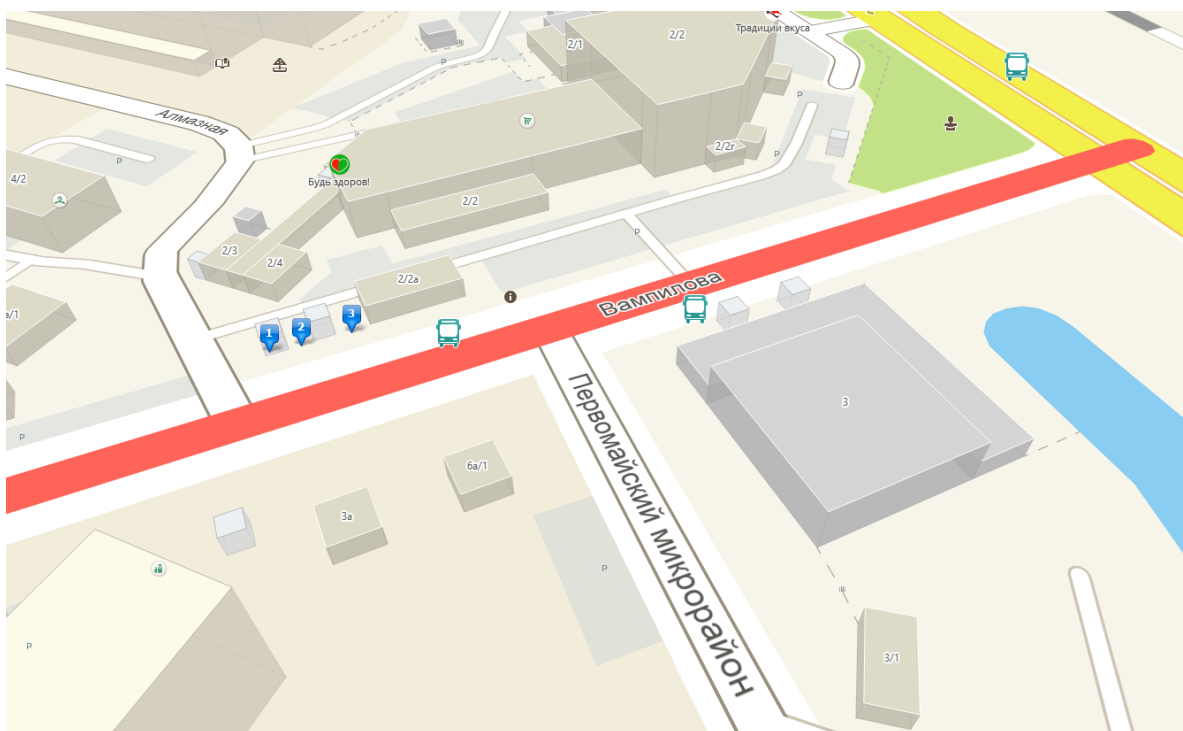 Традиции вкуса
2/1
2/2
P
Алмазная
P
P
2/2г
P
4/2
Будь здоров!
2/2
P
2/3
2/4
2/2а
а/1
1
2
3
Вампилова
P
3
Первомайский микрорайон
6а/1
3а
P
P
3/1